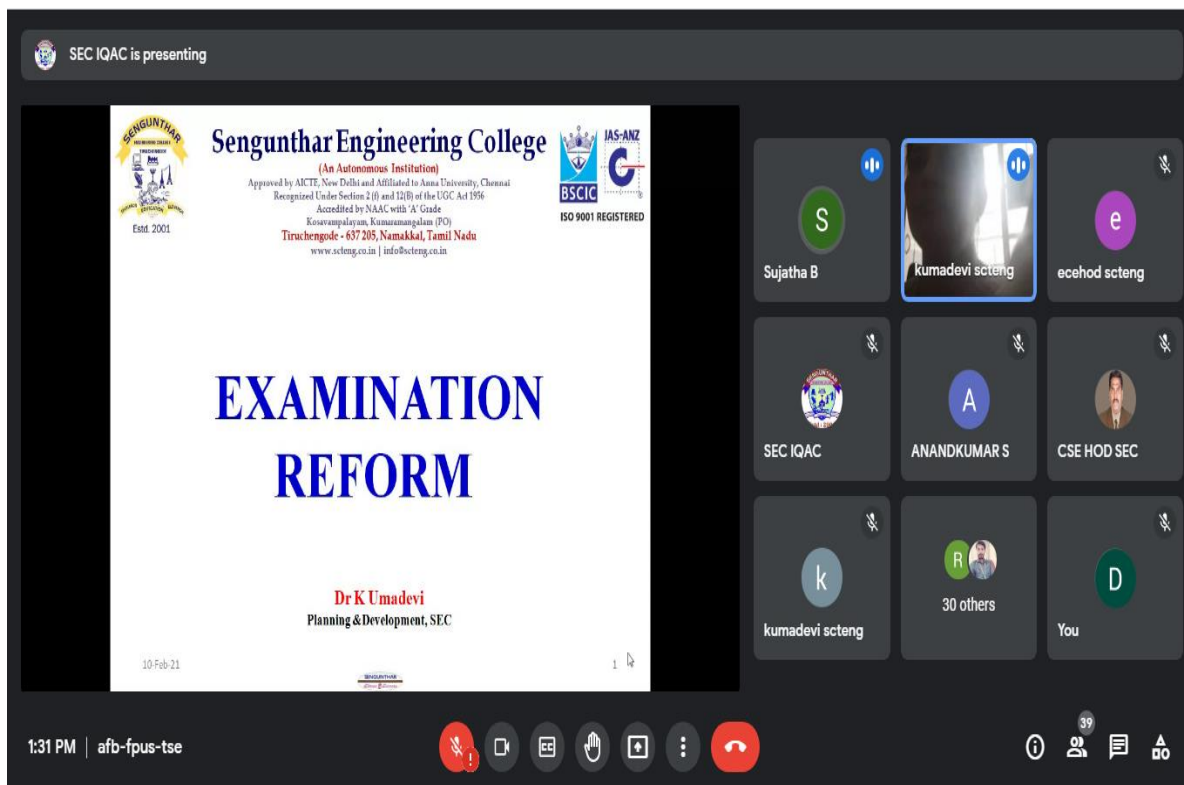 SEC IQAC is presenting
SENGUNTHAR
Estd. 2001
Sengunthar Engineering College
(An Autonomous Institution)
Approved by AICTE, New Delhi and Affiliated to Anna University, Chennai
Recognized Under Section 2 (f) and 12(B) of the UGC Act 1956
Accredited by NAAC with 'A' Grade
Kosavampalayam, Kumaramangalam (PO)
Tiruchengode - 637 205, Namakkal, Tamil Nadu
www.scteng.co.in | info@scteng.co.in
BSCIC
JAS-ANZ
C
ISO 9001 REGISTERED
EXAMINATION
REFORM
Dr K Umadevi
Planning &Development, SEC
10-Feb-21
1
SENGUNTHAR
S
Sujatha B
kumadevi scteng
e
ecehod scteng
SEC IQAC
A
ANANDKUMAR S
CSE HOD SEC
k
kumadevi scteng
R
30 others
D
You
1:31 PM | afb-fpus-tse
!
CC
39